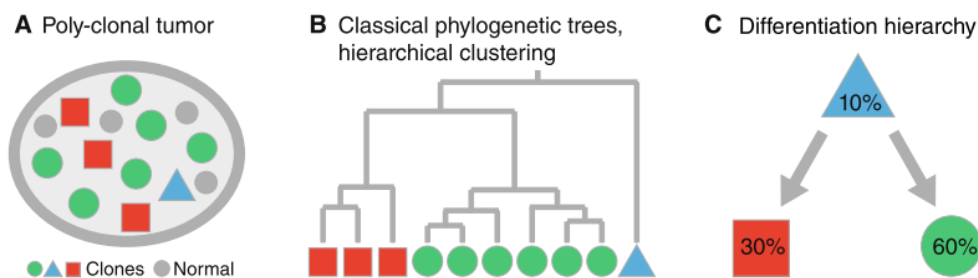 A Poly-clonal tumor
Clones Normal
B Classical phylogenetic trees,
hierarchical clustering
C Differentiation hierarchy
10%
30% 60%